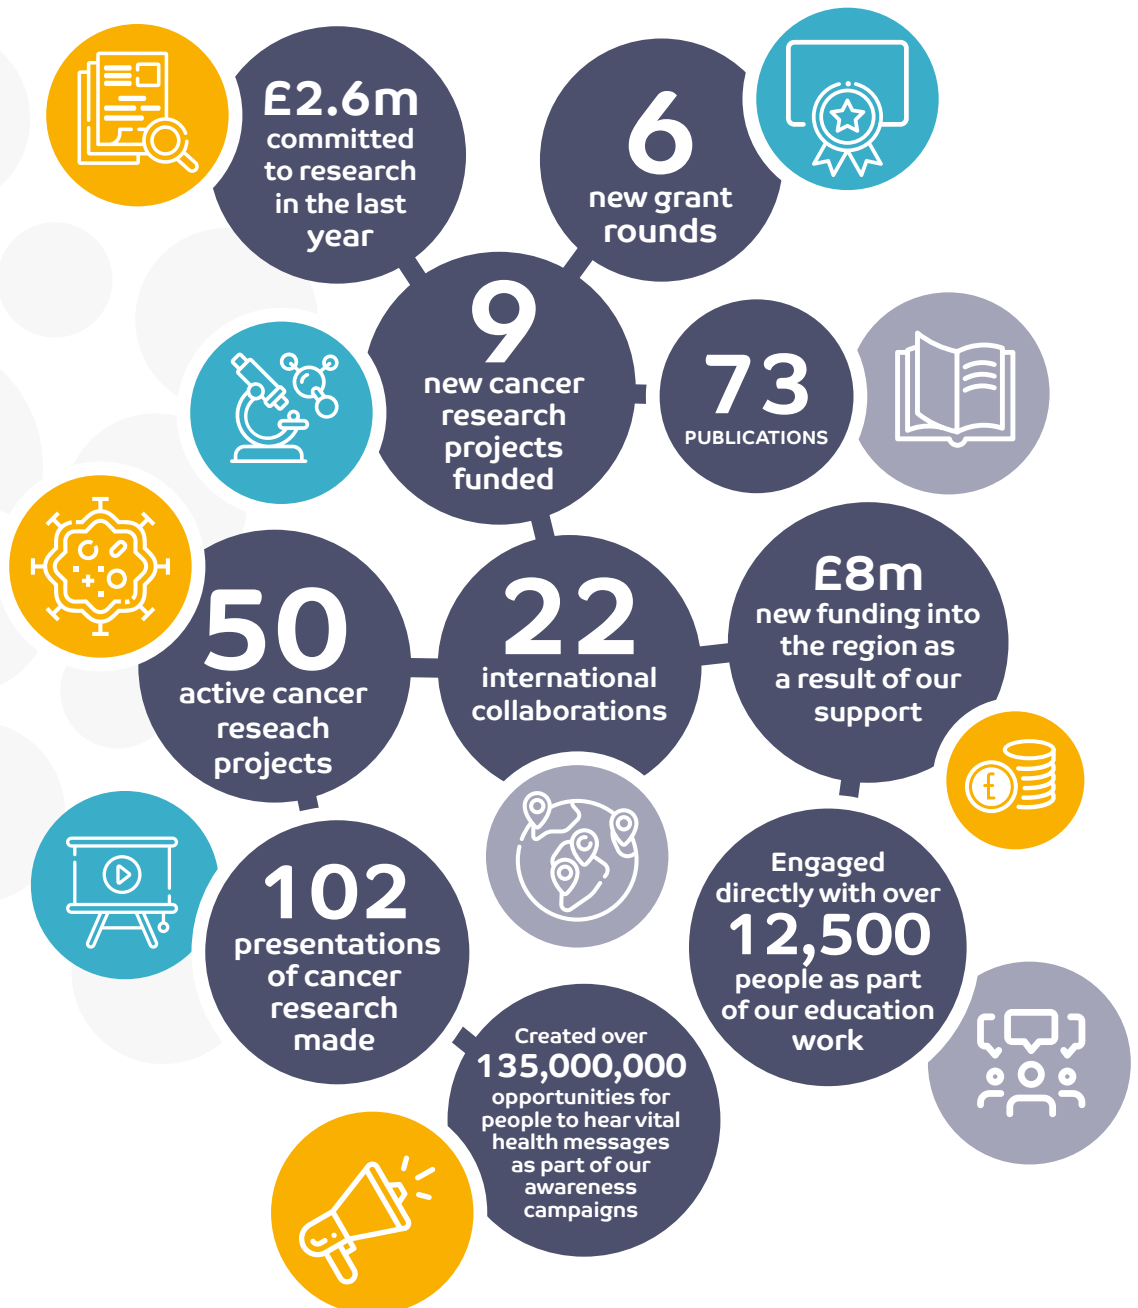 £2.6m
committed
to research
in the last
year
6
new grant
rounds
9
new cancer
research
projects
funded
73
PUBLICATIONS
50
active cancer
reseach
projects
22
international
collaborations
£8m
new funding into
the region as
a result of our
support
£
102
presentations
of cancer
research
made
Engaged
directly with over
12,500
people as part
of our education
work
Created over
135,000,000
opportunities for
people to hear vital
health messages
as part of our
awareness
campaigns